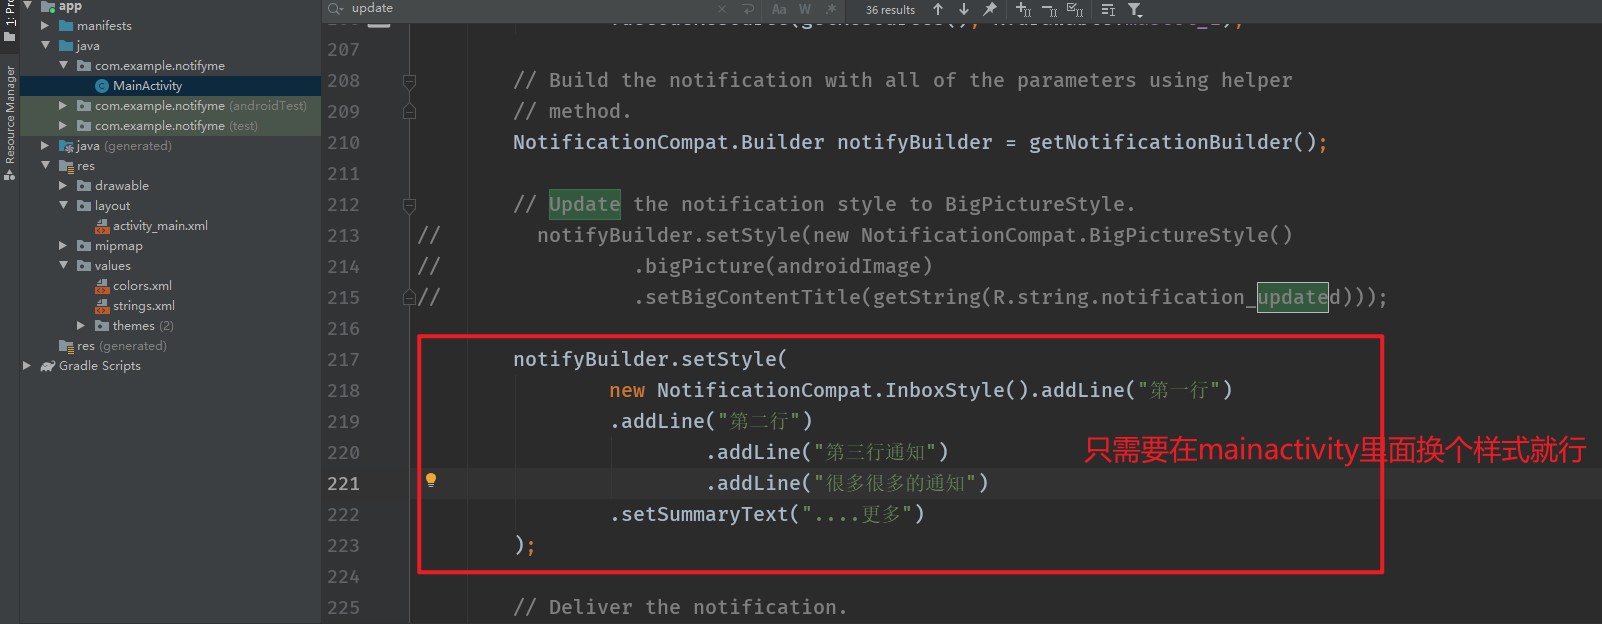 app
manifests
java
com.example.notifyme
MainActivity
com.example.notifyme (androidTest)
com.example.notifyme (test)
java (generated)
res
drawable
layout
activity_main.xml
mipmap
values
colors.xml
strings.xml
themes (2)
res (generated)
Gradle Scripts
Resource Manager
update
Aa W .* 36 results
207
208 // Build the notification with all of the parameters using helper
209 // method.
210 NotificationCompat.Builder notifyBuilder = getNotificationBuilder();
211
212 // Update the notification style to BigPictureStyle.
213 // notifyBuilder.setStyle(new NotificationCompat.BigPictureStyle()
214 // .bigPicture(androidImage)
215 // .setBigContentTitle(getString(R.string.notification_updated)));
216
217 notifyBuilder.setStyle(
218 new NotificationCompat.InboxStyle().addLine("第一行")
219 .addLine("第二行")
220 .addLine("第三行通知")
只需要在mainactivity里面换个样式就行
221 .addLine("很多很多的通知")
222 .setSummaryText("....更多")
223 );
224
225 // Deliver the notification.